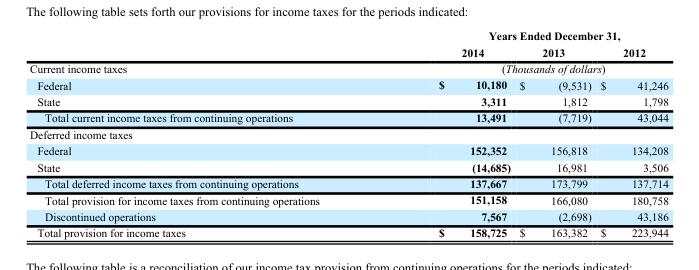 The following table sets forth our provisions for income taxes for the periods indicated:
Years Ended December 31,
2014 2013 2012
Current income taxes (Thousands of dollars)
Federal $ 10,180 $ (9,531) $ 41,246
State 3,311 1,812 1,798
Total current income taxes from continuing operations 13,491 (7,719) 43,044
Deferred income taxes
Federal 152,352 156,818 134,208
State (14,685) 16,981 3,506
Total deferred income taxes from continuing operations 137,667 173,799 137,714
Total provision for income taxes from continuing operations 151,158 166,080 180,758
Discontinued operations 7,567 (2,698) 43,186
Total provision for income taxes $ 158,725 $ 163,382 $ 223,944
The following table is a reconciliation of our income tax provision from continuing operations for the periods indicated: